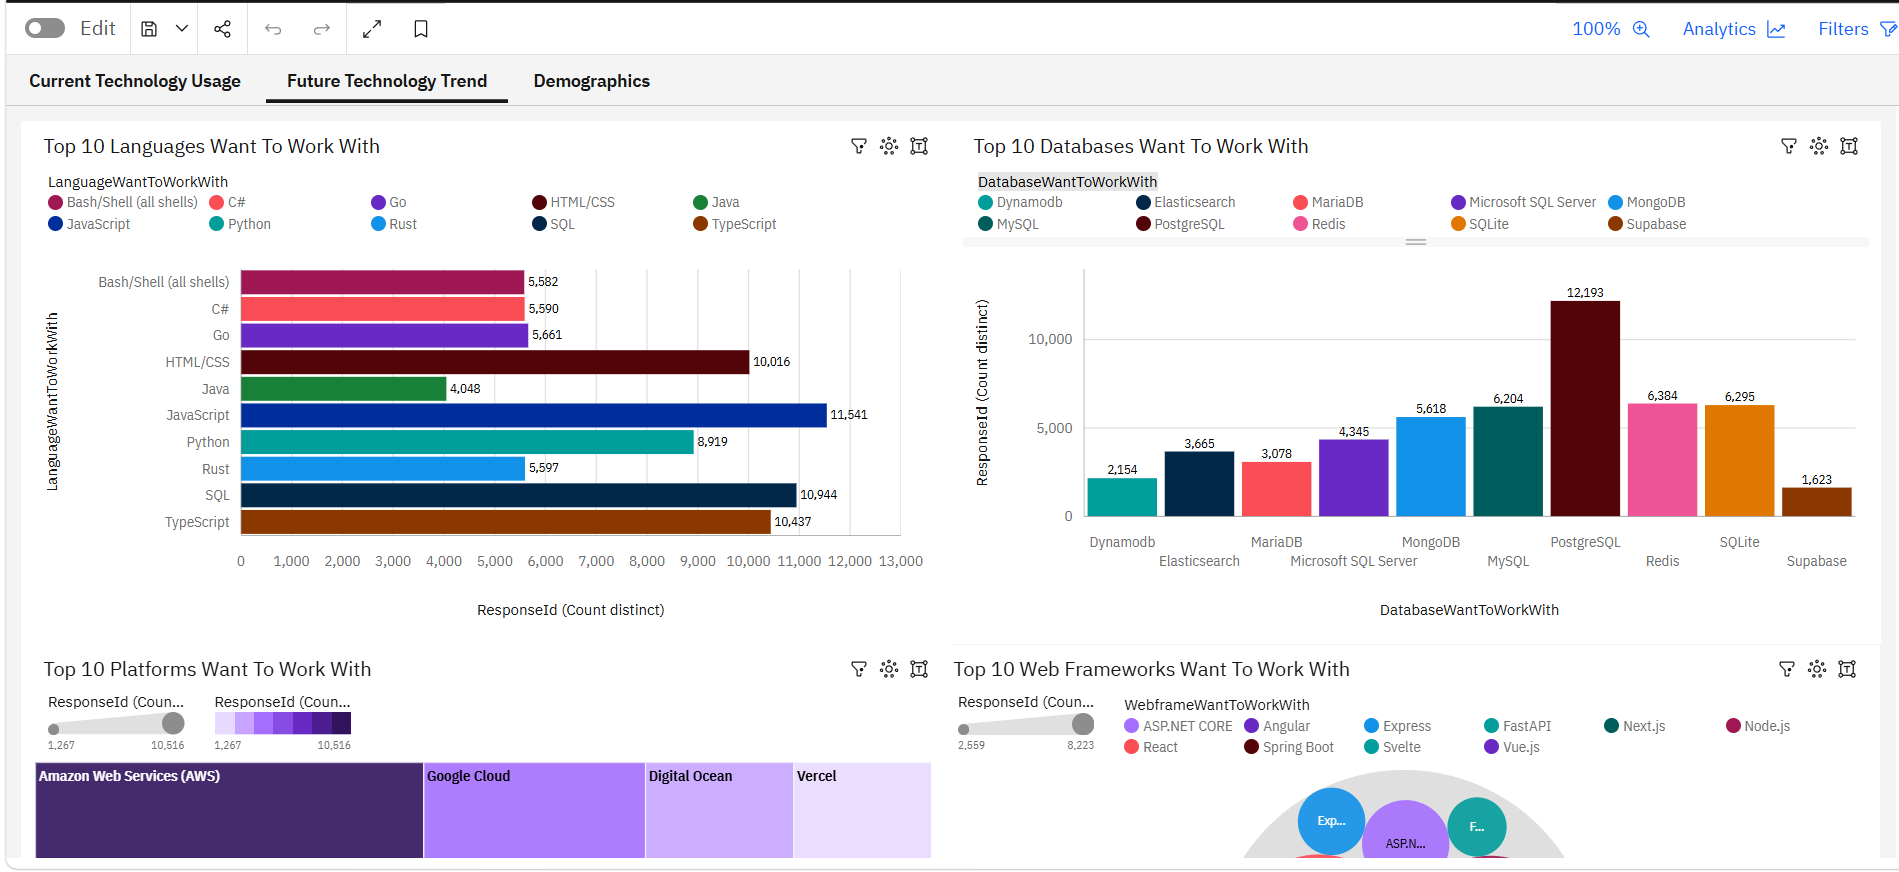 Edit
100%
Analytics
Filters
Current Technology Usage
Future Technology Trend
Demographics
Top 10 Languages Want To Work With
LanguageWantToWorkWith
Bash/Shell (all shells)
C#
Go
HTML/CSS
Java
JavaScript
Python
Rust
SQL
TypeScript
LanguageWantToWorkWith
Bash/Shell (all shells)
5,582
C#
5,590
Go
5,661
HTML/CSS
10,016
Java
4,048
JavaScript
11,541
Python
8,919
Rust
5,597
SQL
10,944
TypeScript
10,437
0 1,000 2,000 3,000 4,000 5,000 6,000 7,000 8,000 9,000 10,000 11,000 12,000 13,000
ResponseId (Count distinct)
Top 10 Databases Want To Work With
DatabaseWantToWorkWith
Dynamodb
Elasticsearch
MariaDB
Microsoft SQL Server
MongoDB
MySQL
PostgreSQL
Redis
SQLite
Supabase
ResponseId (Count distinct)
10,000
5,000
0
2,154
3,665
3,078
4,345
5,618
6,204
12,193
6,384
6,295
1,623
Dynamodb
Elasticsearch
MariaDB
Microsoft SQL Server
MongoDB
MySQL
PostgreSQL
Redis
SQLite
Supabase
DatabaseWantToWorkWith
Top 10 Platforms Want To Work With
ResponseId (Coun...
1,267
10,516
ResponseId (Coun...
1,267
10,516
Amazon Web Services (AWS)
Google Cloud
Digital Ocean
Vercel
Top 10 Web Frameworks Want To Work With
ResponseId (Coun...
2,559
8,223
WebframeWantToWorkWith
ASP.NET CORE
Angular
Express
FastAPI
Next.js
Node.js
React
Spring Boot
Svelte
Vue.js
Exp...
ASP.N...
F...